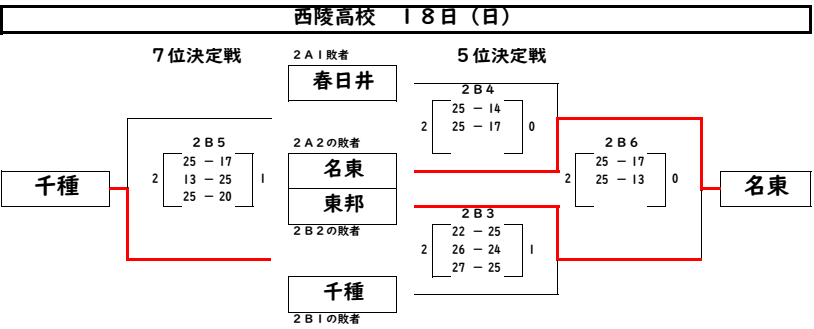 西陵高校　１８日（日）
７位決定戦
２Ａ１敗者
５位決定戦
春日井
２Ｂ４
2
25 － 14
25 － 17
0
２Ｂ５
2
25 － 17
13 － 25
25 － 20
1
２Ａ２の敗者
名東
東邦
２Ｂ２の敗者
２Ｂ６
2
25 － 17
25 － 13
0
千種
名東
２Ｂ３
2
22 － 25
26 － 24
27 － 25
1
千種
２Ｂ１の敗者